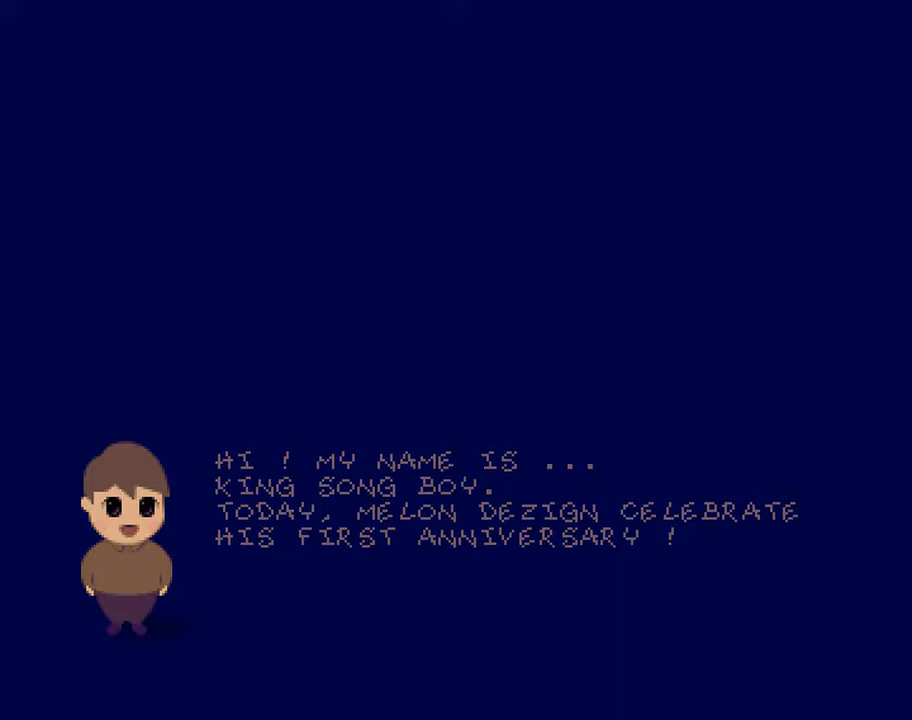 HI ! MY NAME IS ...
KING SONG BOY.
TODAY, MELON DEZIGN CELEBRATE
HIS FIRST ANNIVERSARY !